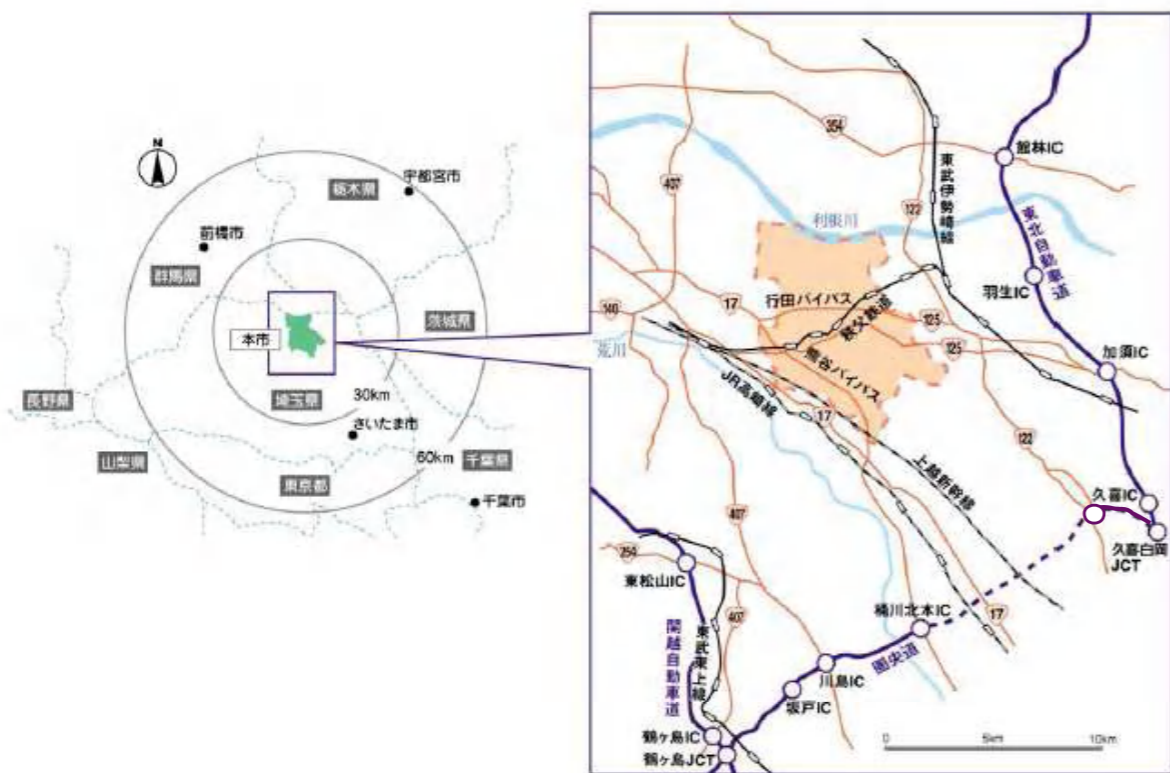 N
栃木県
宇都宮市
前橋市
群馬県
茨城県
本市
長野県
埼玉県
30km
さいたま市
60km
千葉県
山梨県
東京都
千葉市
354
館林IC
407
東武伊勢崎線
122
利根川
東北自動車道
羽生IC
17
行田バイパス
140
秩父鉄道
125
125
荒川
熊谷バイパス
加須IC
JR高崎線
17
122
上越新幹線
久喜IC
407
久喜白岡
JCT
254
東松山IC
桶川北本IC
17
407
関越自動車道
東武東上線
圏央道
川島IC
坂戸IC
鶴ヶ島IC
鶴ヶ島JCT
0
5km
10km